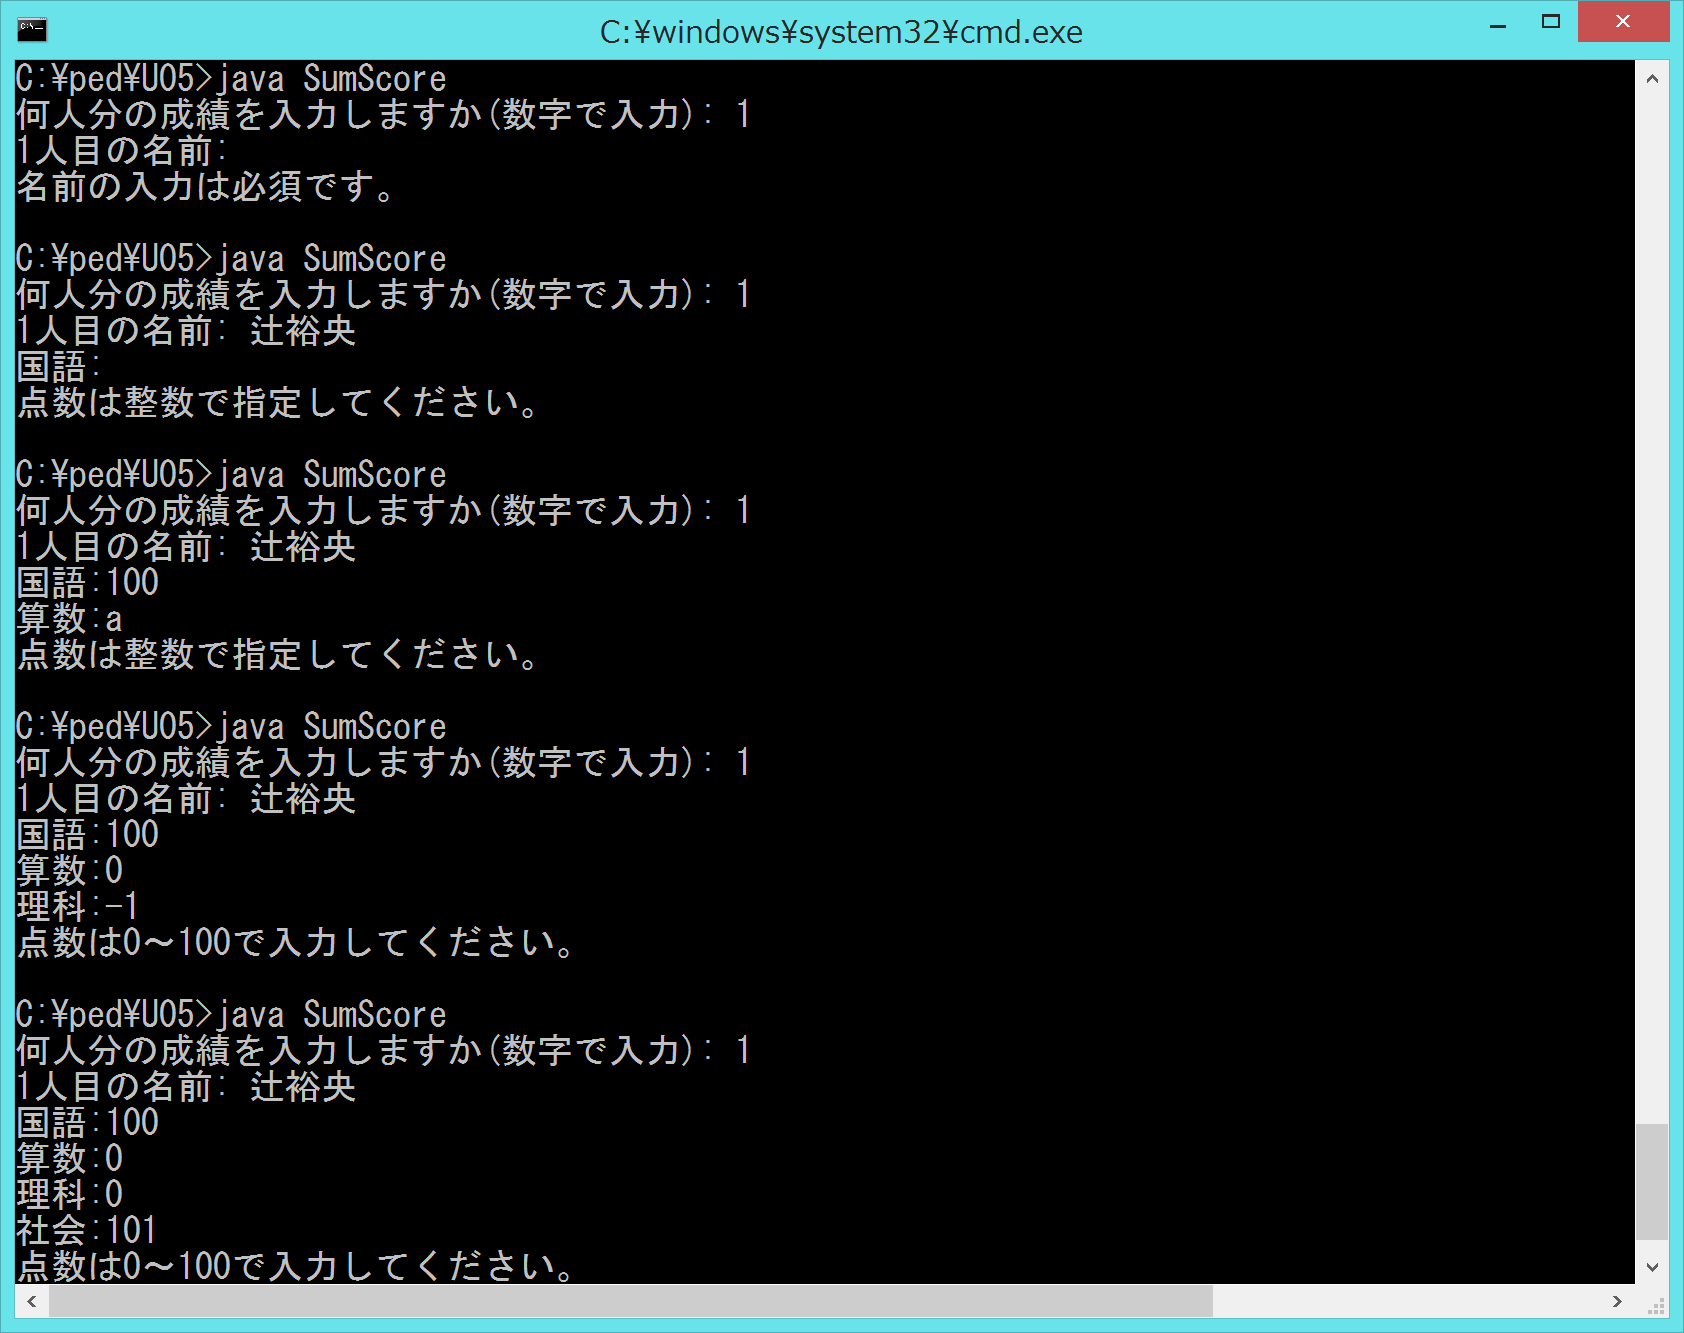 C:¥windows¥system32¥cmd.exe
C:¥ped¥U05>java SumScore
何人分の成績を入力しますか(数字で入力): 1
1人目の名前:
名前の入力は必須です。
C:¥ped¥U05>java SumScore
何人分の成績を入力しますか(数字で入力): 1
1人目の名前: 辻裕央
国語:
点数は整数で指定してください。
C:¥ped¥U05>java SumScore
何人分の成績を入力しますか(数字で入力): 1
1人目の名前: 辻裕央
国語:100
算数:a
点数は整数で指定してください。
C:¥ped¥U05>java SumScore
何人分の成績を入力しますか(数字で入力): 1
1人目の名前: 辻裕央
国語:100
算数:0
理科:-1
点数は0～100で入力してください。
C:¥ped¥U05>java SumScore
何人分の成績を入力しますか(数字で入力): 1
1人目の名前: 辻裕央
国語:100
算数:0
理科:0
社会:101
点数は0～100で入力してください。